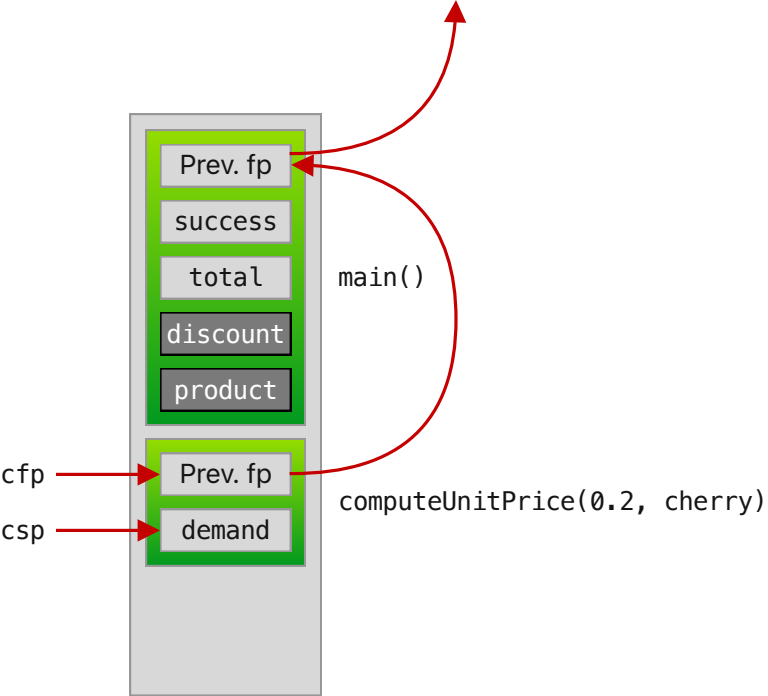 Prev. fp
success
total
main()
discount
product
cfp
Prev. fp
computeUnitPrice(0.2, cherry)
csp
demand